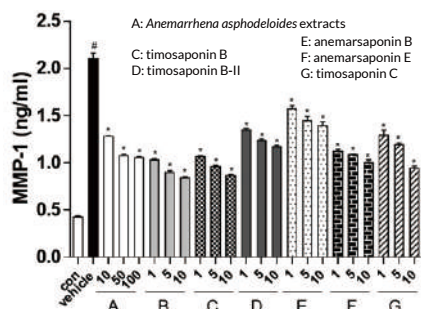 A: Anemarrhena asphodeloides extracts
C: timosaponin B
D: timosaponin B-II
E: anemarsaponin B
F: anemarsaponin E
G: timosaponin C
MMP-1 (ng/ml)
2.5
2.0
1.5
1.0
0.5
0.0
#
* * * * * * * * * * * * * * * * * * * * *
con vehicle 10 50 100 1 5 10 1 5 10 1 5 10 1 5 10 1 5 10 1 5 10
A B C D E F G